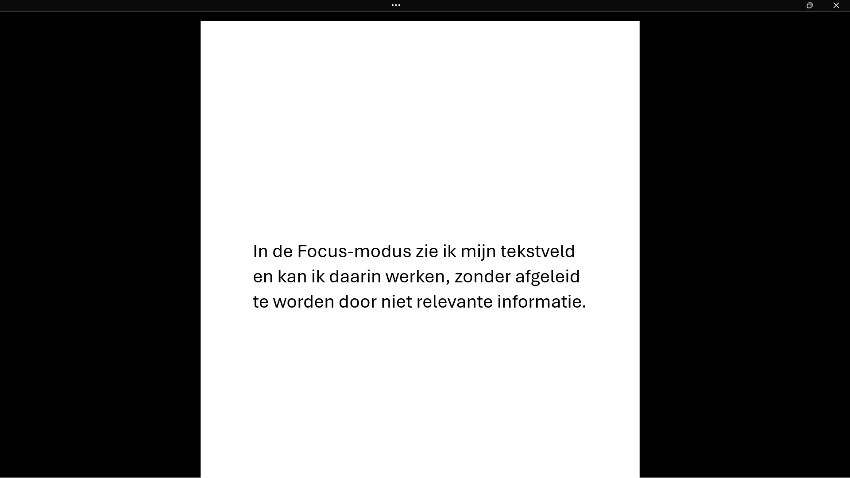 In de Focus-modus zie ik mijn tekstveld
en kan ik daarin werken, zonder afgeleid
te worden door niet relevante informatie.